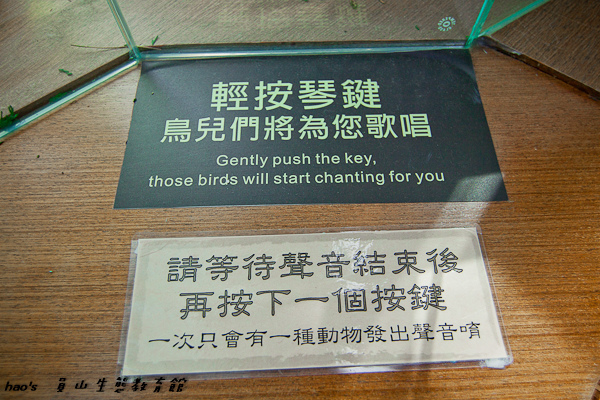 輕按琴鍵
鳥兒們將為您歌唱
Gently push the key,
those birds will start chanting for you
請等待聲音結束後
再按下一個按鍵
一次只會有一種動物發出聲音唷
hao's 員山生態教育館